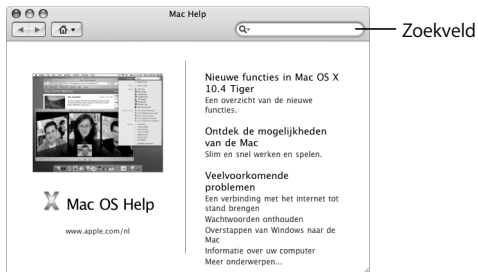 Mac Help
Zoekveld
Nieuwe functies in Mac OS X
10.4 Tiger
Een overzicht van de nieuwe
functies.
Ontdek de mogelijkheden
van de Mac
Slim en snel werken en spelen.
Veelvoorkomende
problemen
Een verbinding met het internet tot
stand brengen
Wachtwoorden onthouden
Overstappen van Windows naar de
Mac
Informatie over uw computer
Meer onderwerpen...
Mac OS Help
www.apple.com/nl